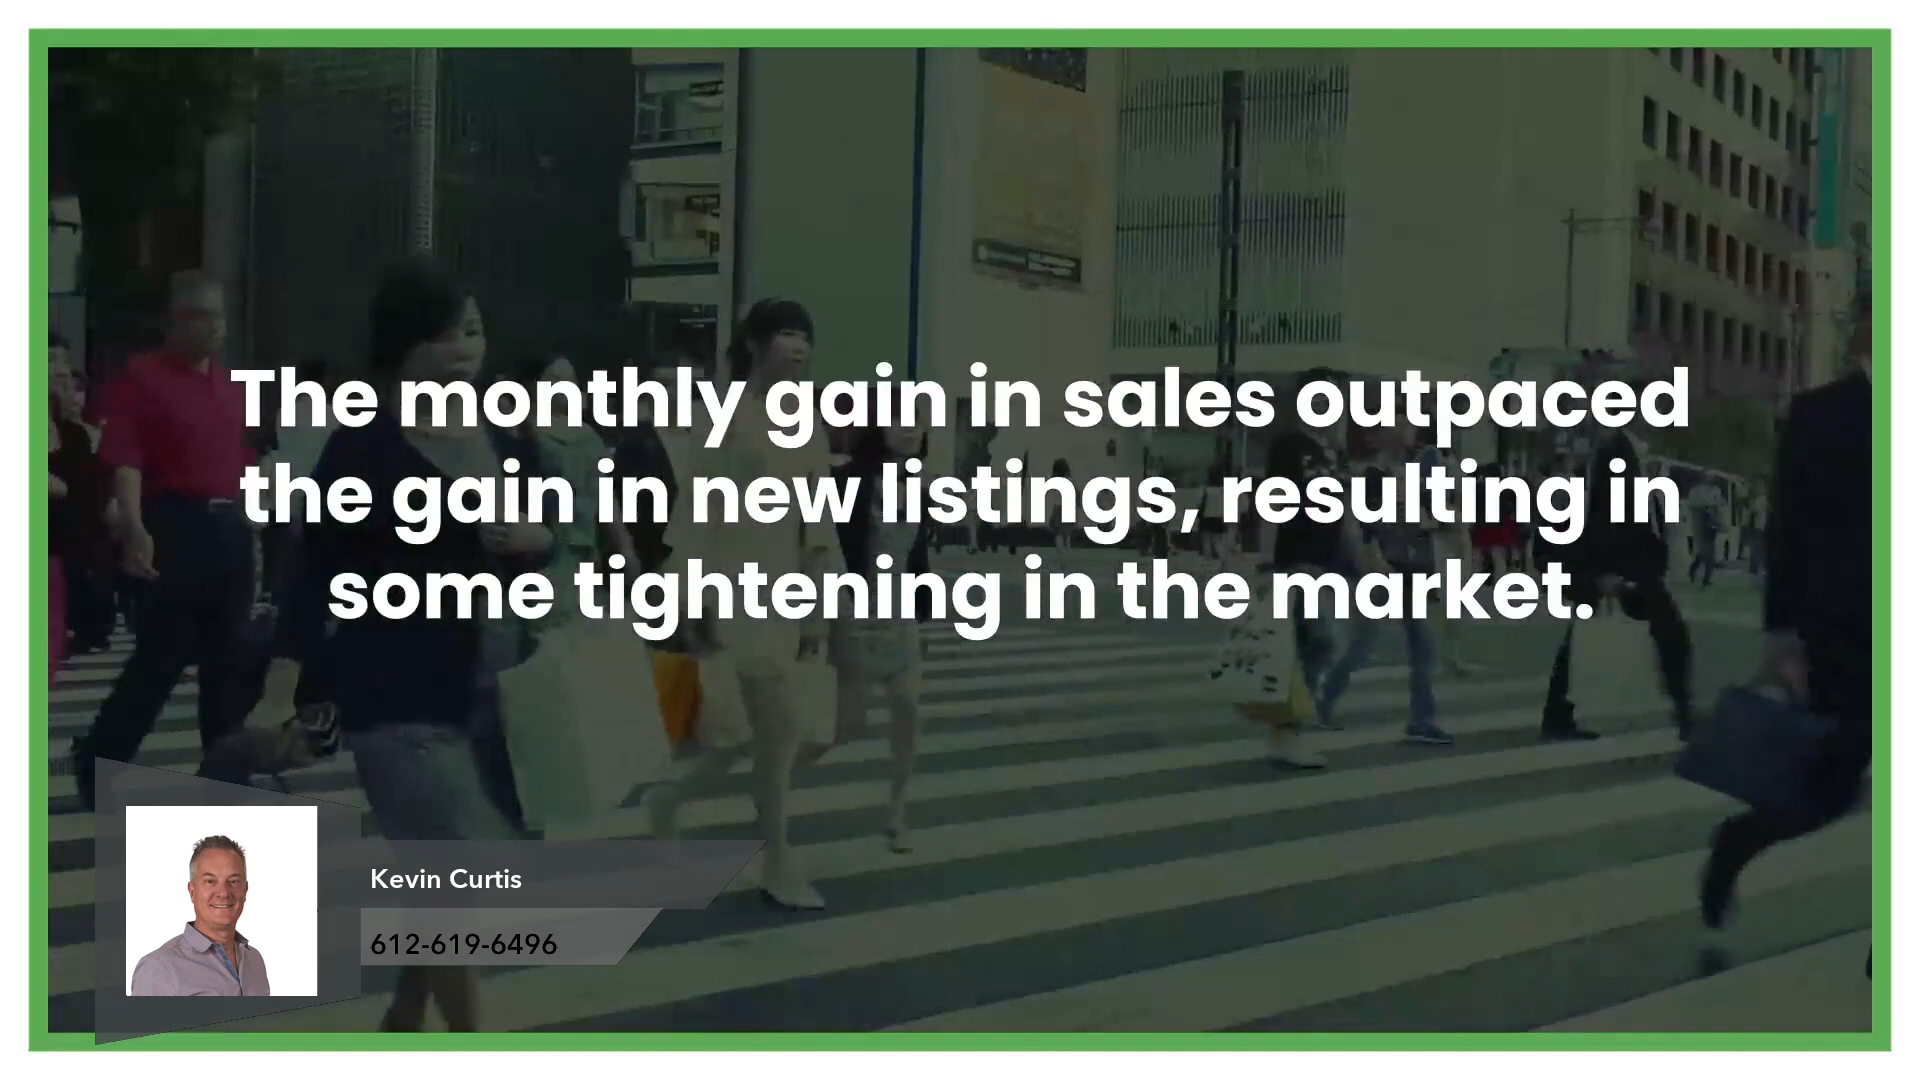 The monthly gain in sales outpaced
the gain in new listings, resulting in
some tightening in the market.
Kevin Curtis
612-619-6496